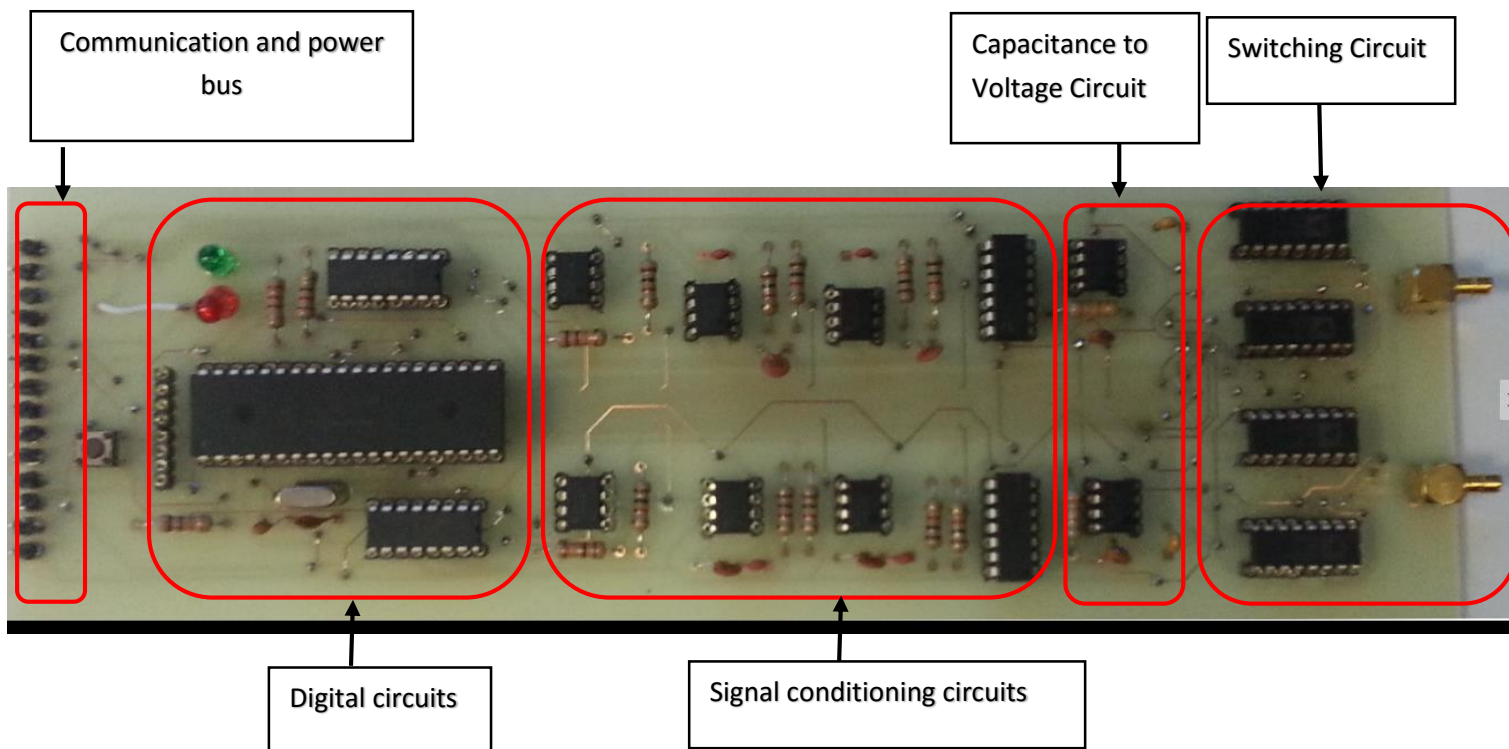 Communication and power
bus
Capacitance to
Voltage Circuit
Switching Circuit
Digital circuits
Signal conditioning circuits